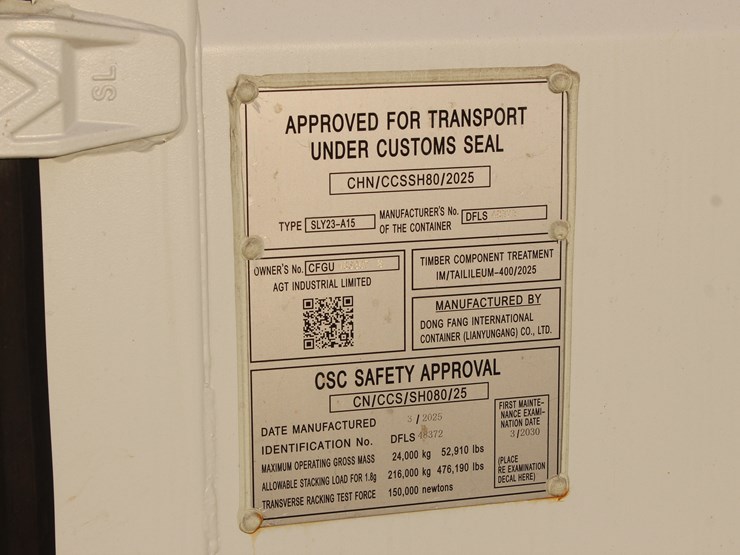 SL
APPROVED FOR TRANSPORT
UNDER CUSTOMS SEAL
CHN/CCSSH80/2025
TYPE SLY23-A15
MANUFACTURER'S No. DFLS
OF THE CONTAINER
OWNER'S No. CFGU
AGT INDUSTRIAL LIMITED
TIMBER COMPONENT TREATMENT
IM/TAILILEUM-400/2025
MANUFACTURED BY
DONG FANG INTERNATIONAL
CONTAINER (LIANYUNGANG) CO., LTD.
CSC SAFETY APPROVAL
CN/CCS/SH080/25
DATE MANUFACTURED 3/2025
IDENTIFICATION No. DFLS
MAXIMUM OPERATING GROSS MASS 24,000 kg 52,910 lbs
ALLOWABLE STACKING LOAD FOR 1.8g 216,000 kg 476,190 lbs
TRANSVERSE RACKING TEST FORCE 150,000 newtons
FIRST MAINTE-
NANCE EXAMI-
NATION DATE
3/2030
(PLACE
RE EXAMINATION
DECAL HERE)